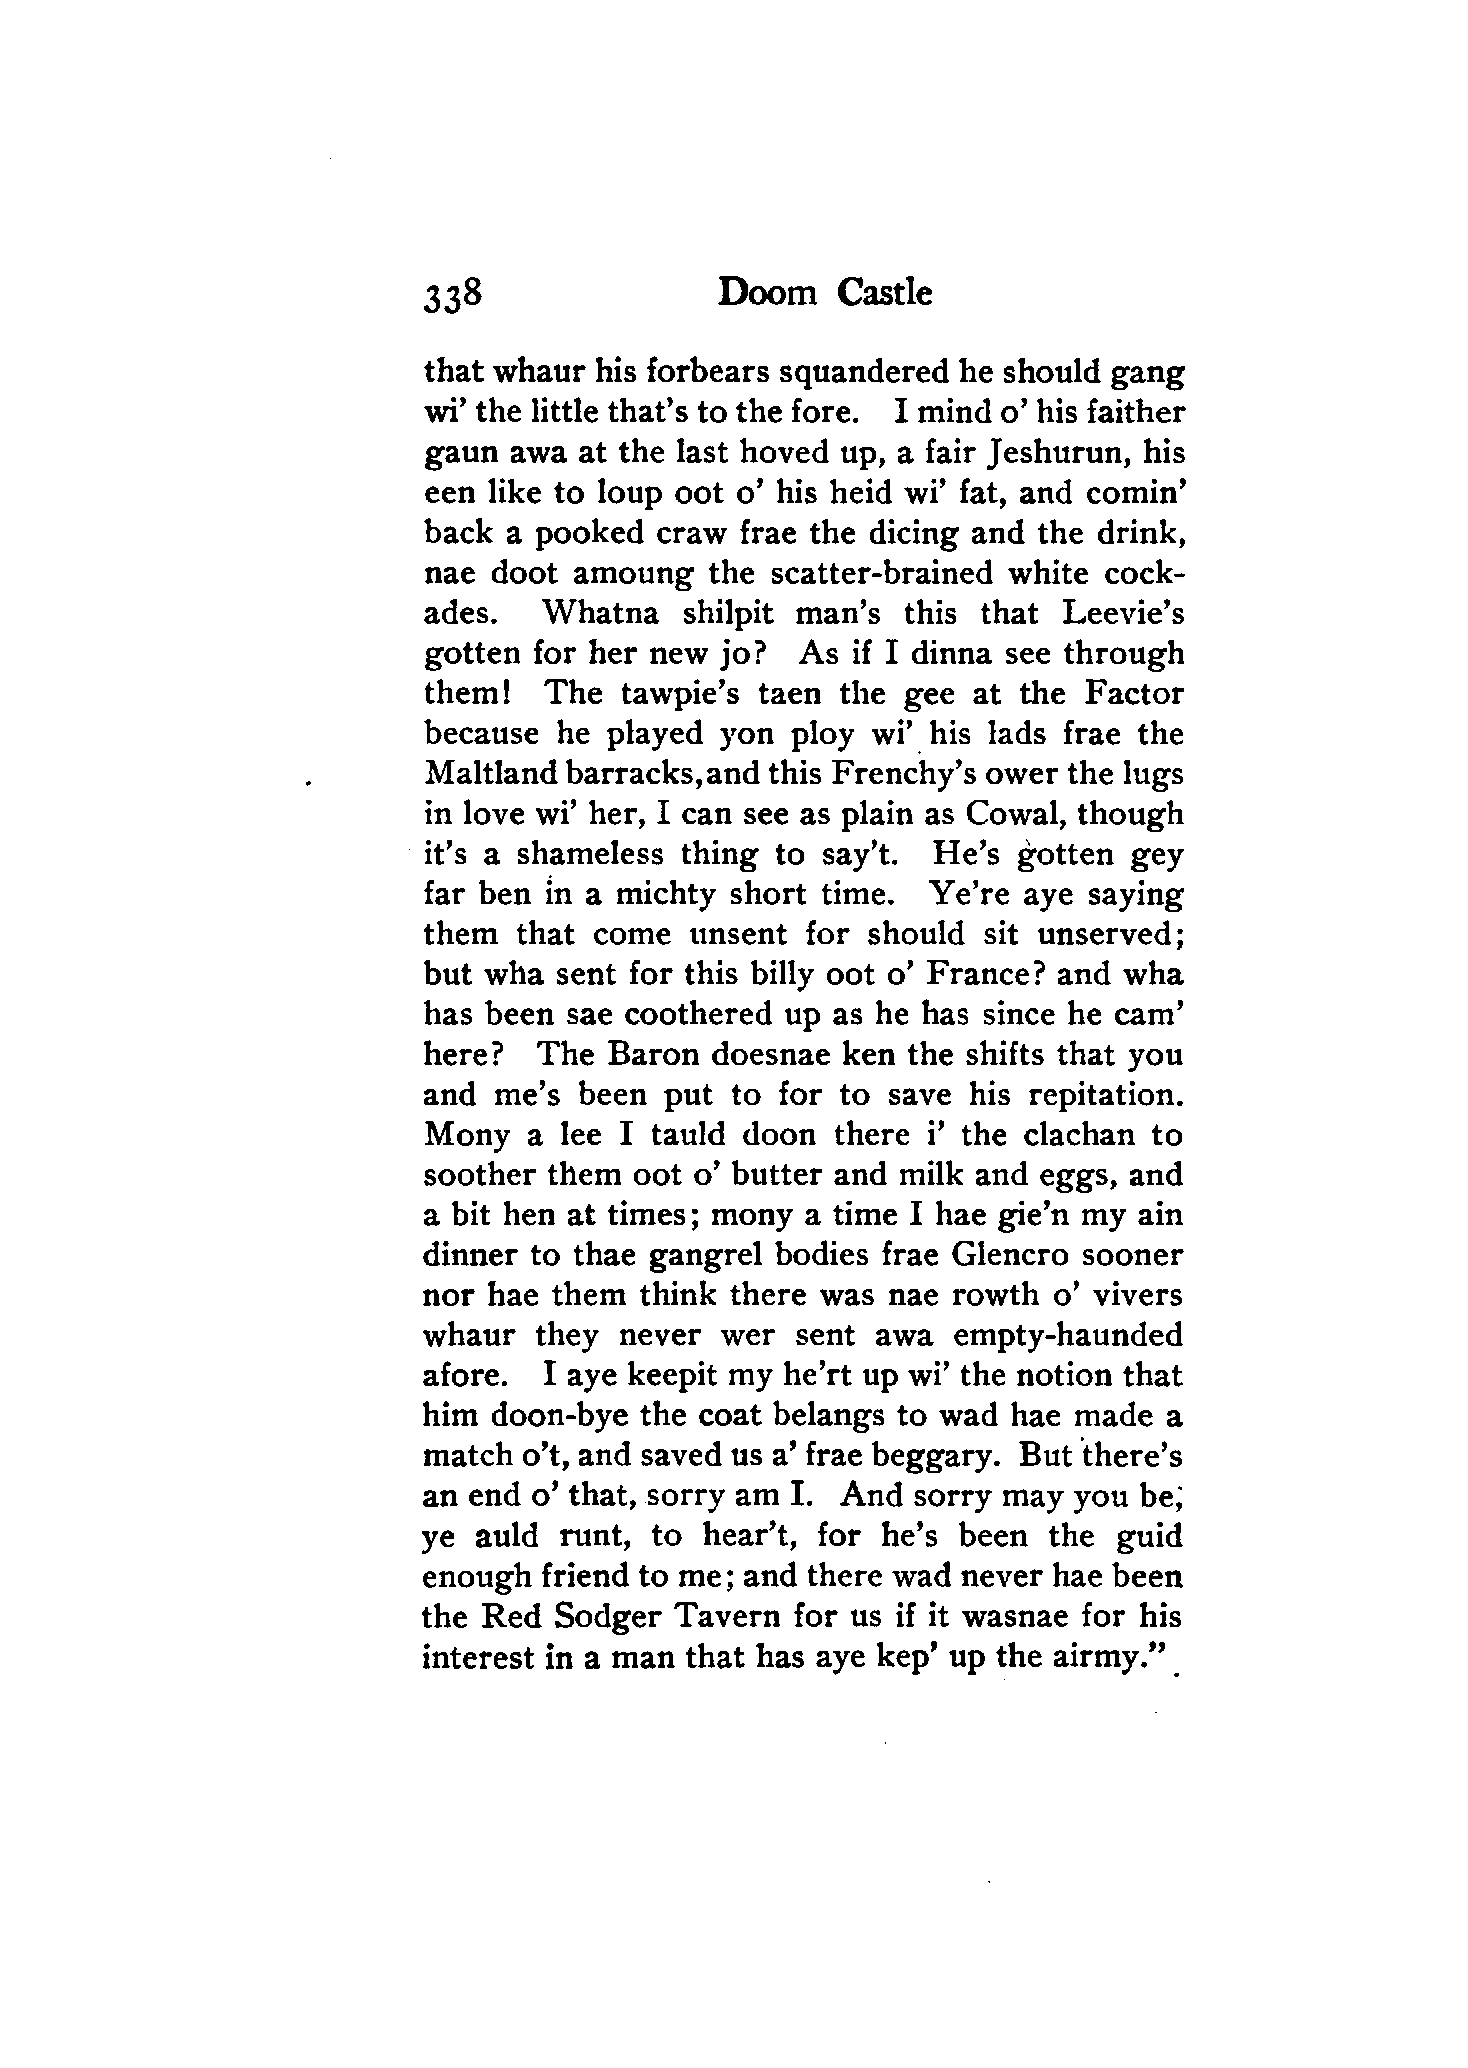 338 Doom Castle
that whaur his forbears squandered he should gang
wi' the little that's to the fore. I mind o' his faither
gaun awa at the last hoved up, a fair Jeshurun, his
een like to loup oot o' his heid wi' fat, and comin'
back a pooked craw frae the dicing and the drink,
nae doot amoung the scatter-brained white cock-
ades. Whatna shilpit man's this that Leevie's
gotten for her new jo? As if I dinna see through
them! The tawpie's taen the gee at the Factor
because he played yon ploy wi' his lads frae the
Maltland barracks, and this Frenchy's ower the lugs
in love wi' her, I can see as plain as Cowal, though
it's a shameless thing to say't. He's gotten gey
far ben in a michty short time. Ye're aye saying
them that come unsent for should sit unserved;
but wha sent for this billy oot o' France? and wha
has been sae coothered up as he has since he cam'
here? The Baron doesnae ken the shifts that you
and me's been put to for to save his repitation.
Mony a lee I tauld doon there i' the clachan to
soother them oot o' butter and milk and eggs, and
a bit hen at times; mony a time I hae gie'n my ain
dinner to thae gangrel bodies frae Glencro sooner
nor hae them think there was nae rowth o' vivers
whaur they never wer sent awa empty-haunded
afore. I aye keepit my he'rt up wi' the notion that
him doon-bye the coat belangs to wad hae made a
match o't, and saved us a' frae beggary. But there's
an end o' that, sorry am I. And sorry may you be,
ye auld runt, to hear't, for he's been the guid
enough friend to me; and there wad never hae been
the Red Sodger Tavern for us if it wasnae for his
interest in a man that has aye kep' up the airmy."